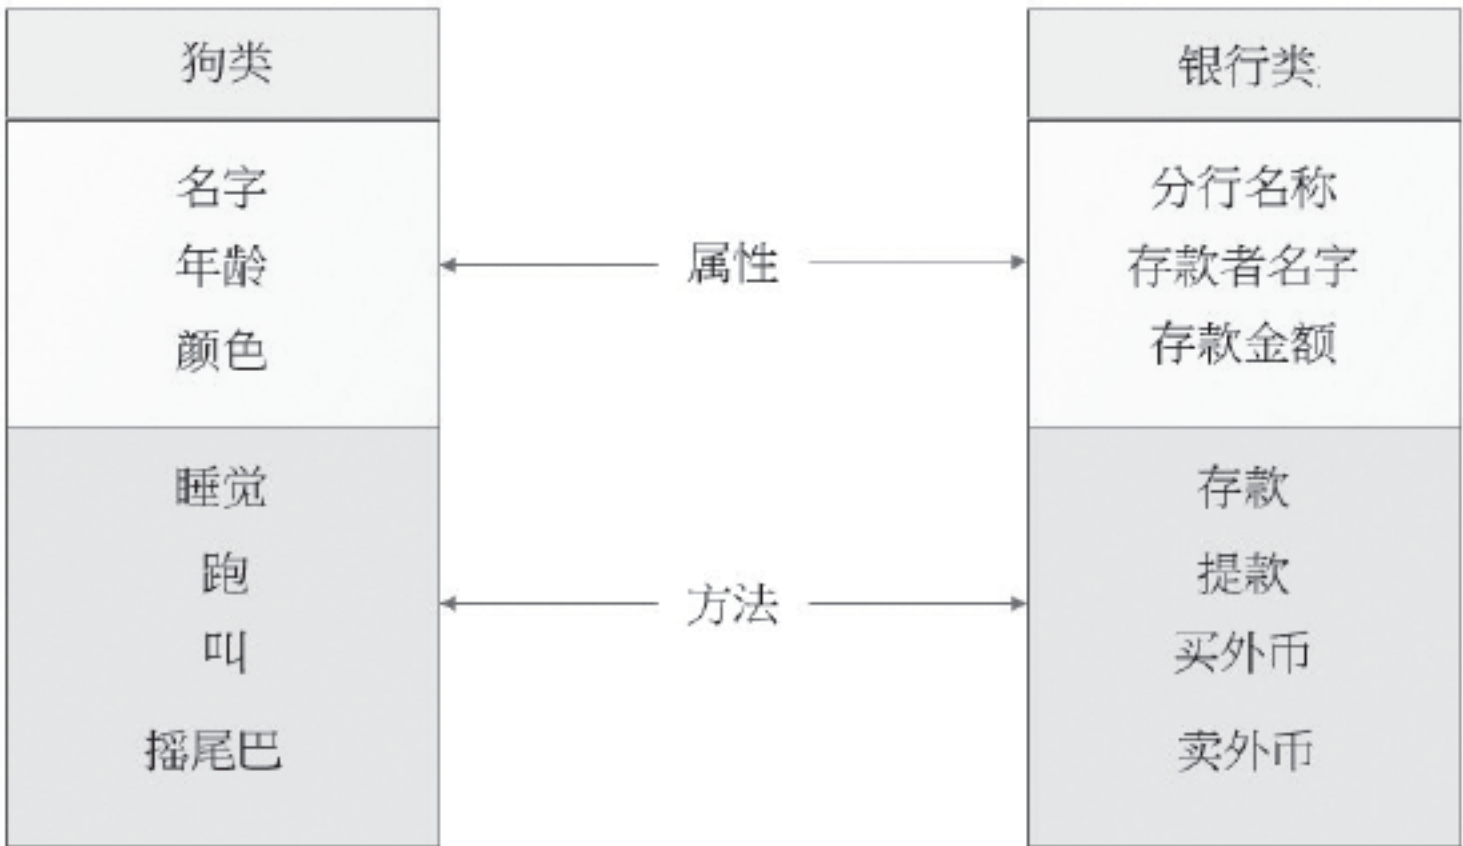 狗类
名字
年龄
颜色
睡觉
跑
叫
摇尾巴
属性
方法
银行类
分行名称
存款者名字
存款金额
存款
提款
买外币
卖外币